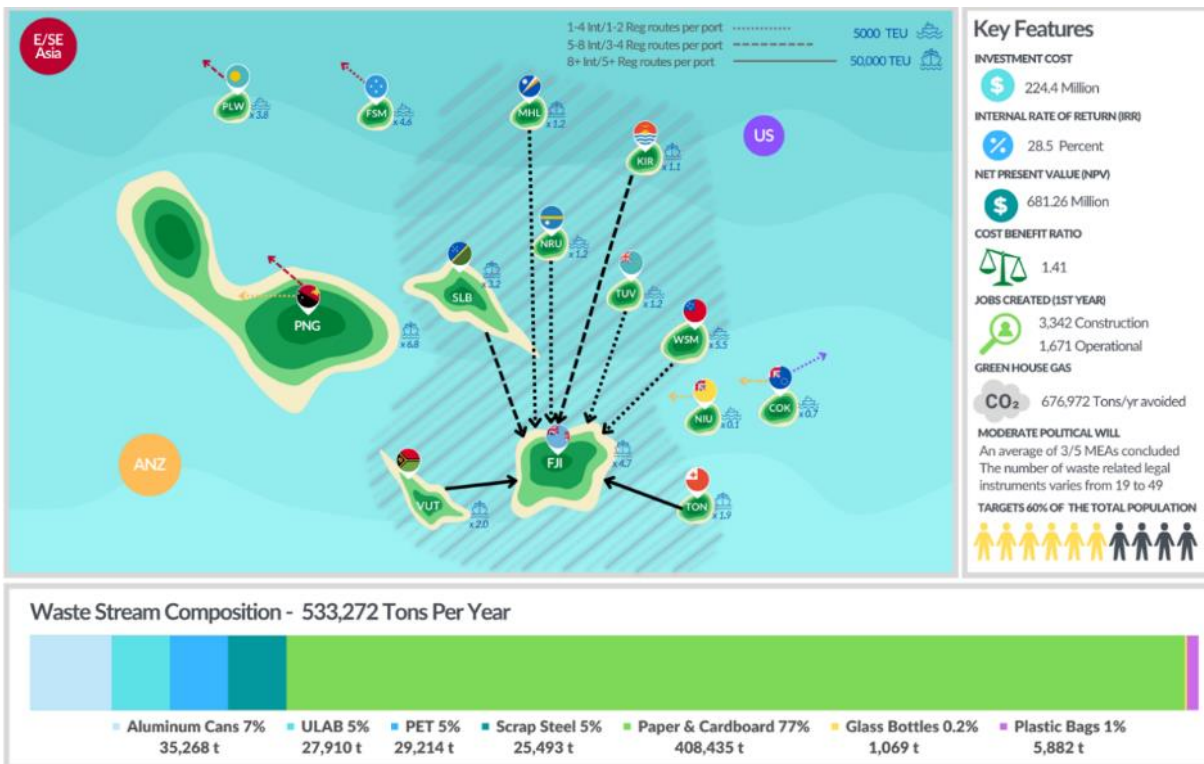 E/SE
Asia
1-4 Int/1-2 Reg routes per port
5-8 Int/3-4 Reg routes per port
8+ Int/5+ Reg routes per port
5000 TEU
50,000 TEU
PLW
x 3.8
FSM
x 4.6
MHL
x 1.2
US
KIR
x 1.1
NRU
x 1.2
SLB
x 3.2
TUV
x 1.2
PNG
x 6.8
WSM
x 5.5
NIU
x 0.1
COK
x 0.7
ANZ
FJI
x 4.7
VUT
x 2.0
TON
x 1.9
Key Features
INVESTMENT COST
$
224.4 Million
INTERNAL RATE OF RETURN (IRR)
%
28.5 Percent
NET PRESENT VALUE (NPV)
$
681.26 Million
COST BENEFIT RATIO
1.41
JOBS CREATED (1ST YEAR)
3,342 Construction
1,671 Operational
GREEN HOUSE GAS
CO₂
676,972 Tons/yr avoided
MODERATE POLITICAL WILL
An average of 3/5 MEAs concluded
The number of waste related legal
instruments varies from 19 to 49
TARGETS 60% OF THE TOTAL POPULATION
Waste Stream Composition - 533,272 Tons Per Year
Aluminum Cans 7%
35,268 t
ULAB 5%
27,910 t
PET 5%
29,214 t
Scrap Steel 5%
25,493 t
Paper & Cardboard 77%
408,435 t
Glass Bottles 0.2%
1,069 t
Plastic Bags 1%
5,882 t